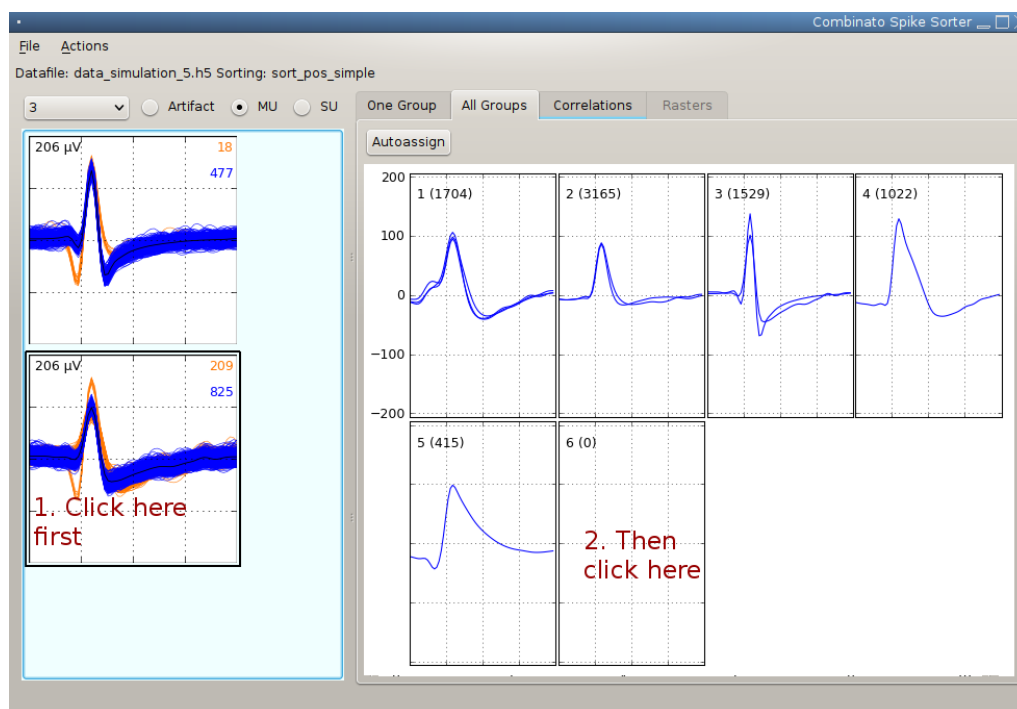 Combinato Spike Sorter
File Actions
Datafile: data_simulation_5.h5 Sorting: sort_pos_simple
3 Artifact MU SU
One Group All Groups Correlations Rasters
Autoassign
206 μV 18
477
206 μV 209
825
1. Click here
first
200
100
0
−100
−200
1 (1704) 2 (3165) 3 (1529) 4 (1022)
5 (415) 6 (0)
2. Then
click here